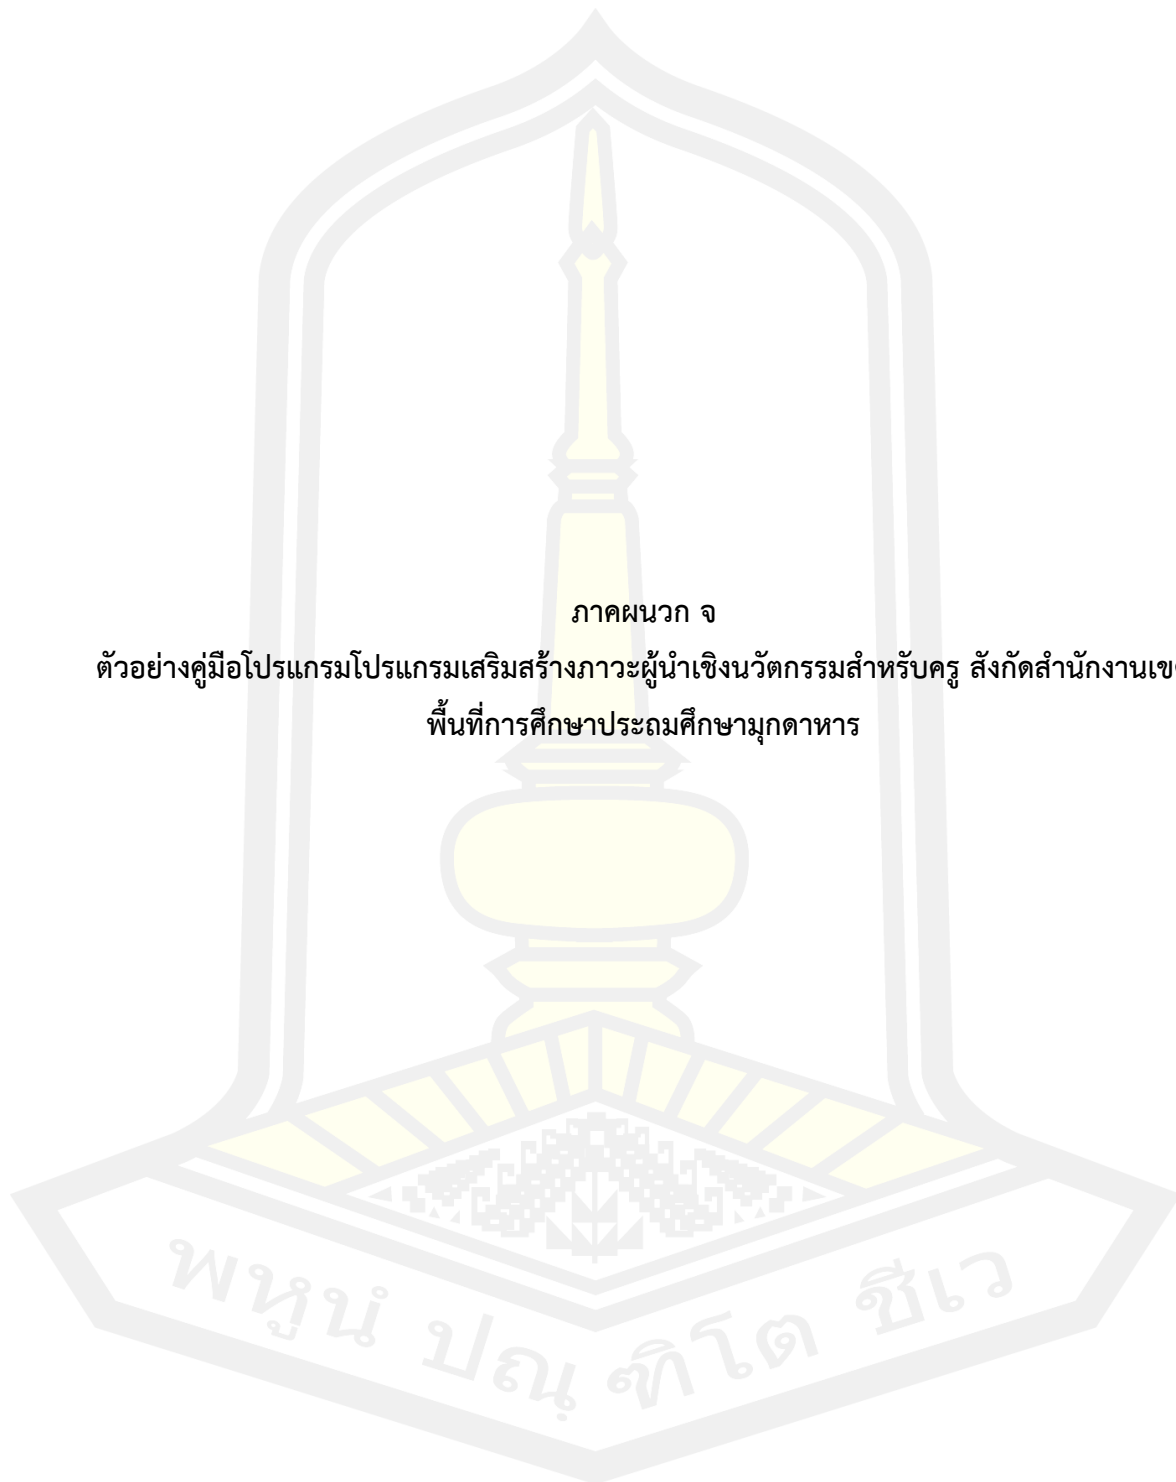 ภาคผนวก จ
ตัวอย่างคู่มือโปรแกรมโปรแกรมเสริมสร้างภาวะผู้นำเชิงนวัตกรรมสำหรับครู สังกัดสำนักงานเข
พื้นที่การศึกษาประถมศึกษามุกดาหาร
พหูนํ ปณฺฑิโต ชีเว